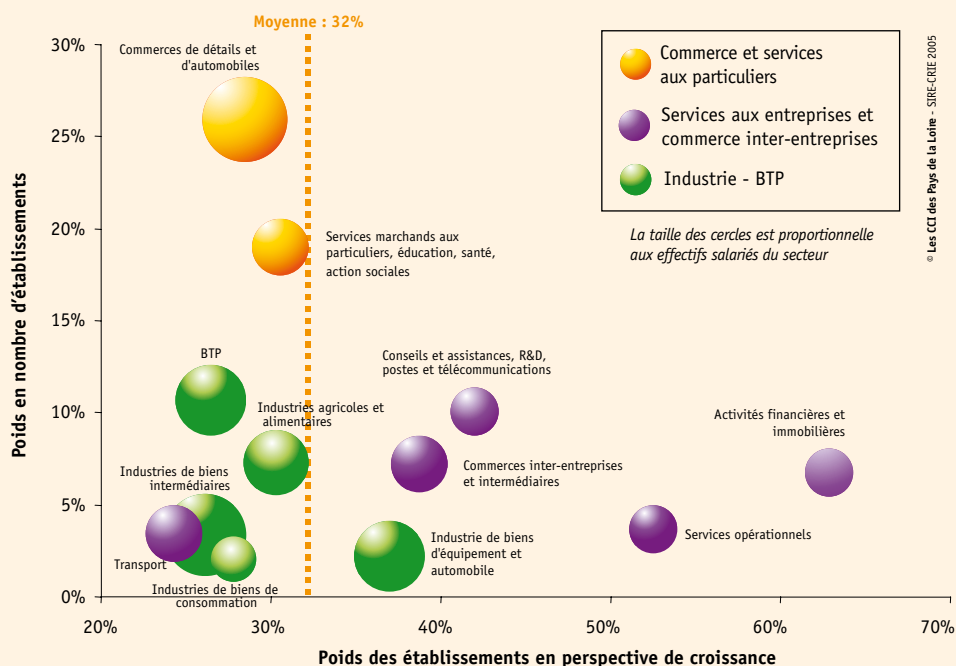 Moyenne : 32%
Poids en nombre d'établissements
30%
25%
20%
15%
10%
5%
0%
Commerces de détails et
d'automobiles
Services marchands aux
particuliers, éducation, santé,
action sociales
BTP
Industries agricoles et
alimentaires
Industries de biens
intermédiaires
Transport
Industries de biens de
consommation
Conseils et assistances, R&D,
postes et télécommunications
Commerces inter-entreprises
et intermédiaires
Industrie de biens
d'équipement et
automobile
Activités financières et
immobilières
Services opérationnels
Commerce et services
aux particuliers
Services aux entreprises et
commerce inter-entreprises
Industrie - BTP
La taille des cercles est proportionnelle
aux effectifs salariés du secteur
© Les CCI des Pays de la Loire - SIRE-CRIE 2005
20%
30%
40%
50%
60%
70%
Poids des établissements en perspective de croissance